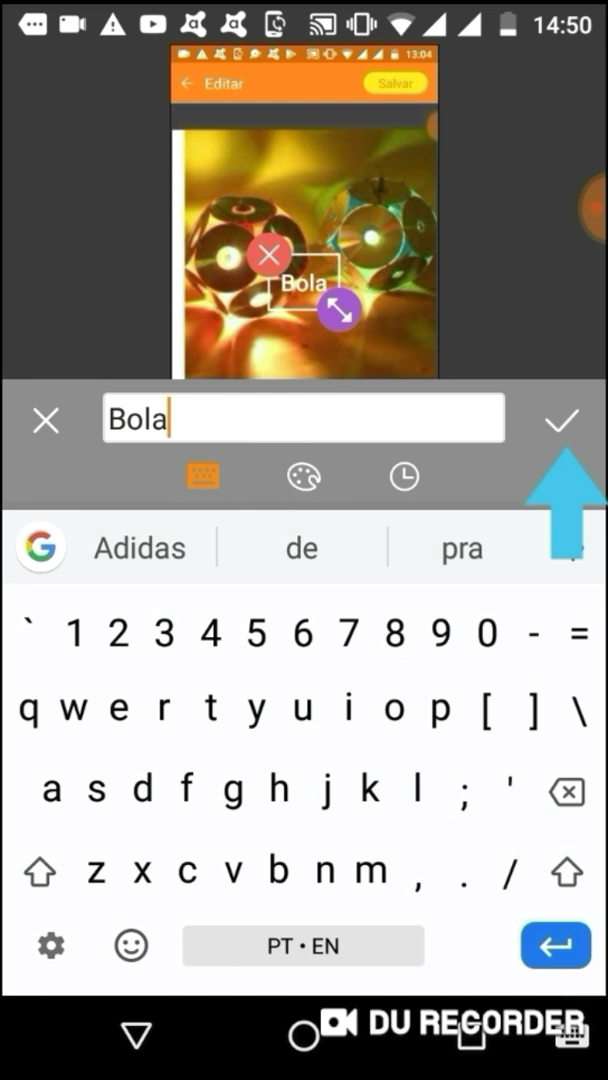 14:50
13:04
Editar
Salvar
Bola
Bola
Adidas de pra
` 1 2 3 4 5 6 7 8 9 0 - =
q w e r t y u i o p [ ] \
a s d f g h j k l ; '
z x c v b n m , . /
PT • EN
DU RECORDER